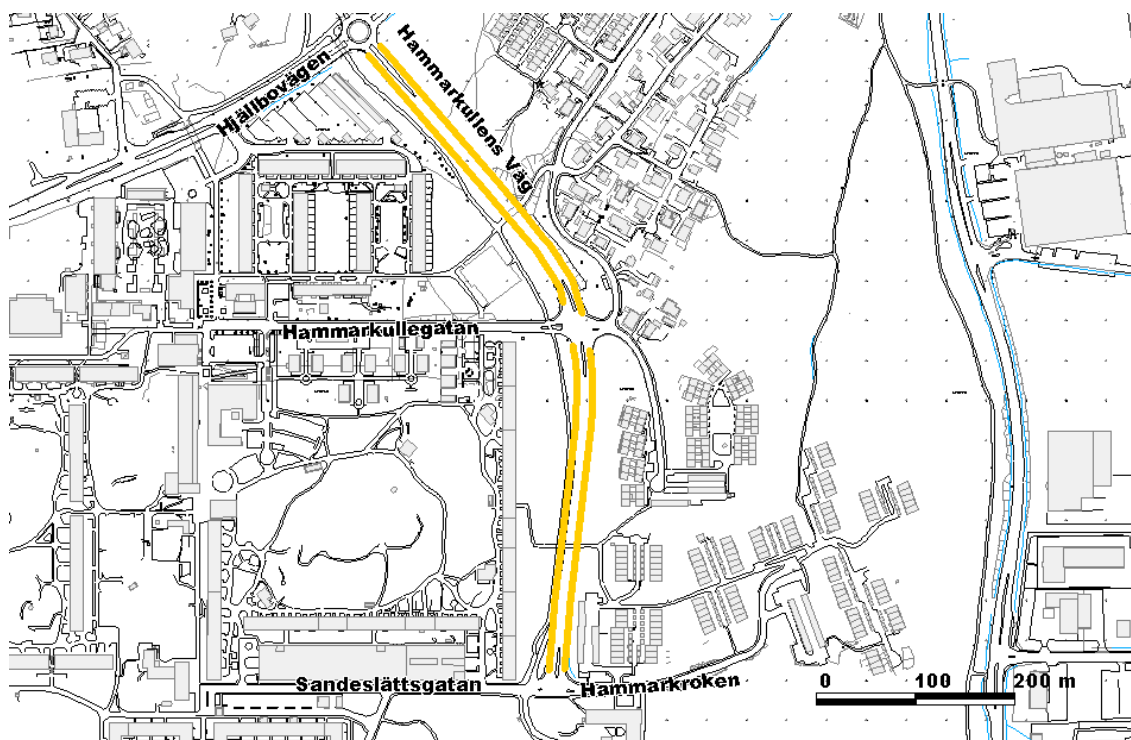 Hammarkullens Väg
Hjällbovägen
Hammarkullegatan
Sandeslättsgatan
Hammarkroken
0 100 200 m